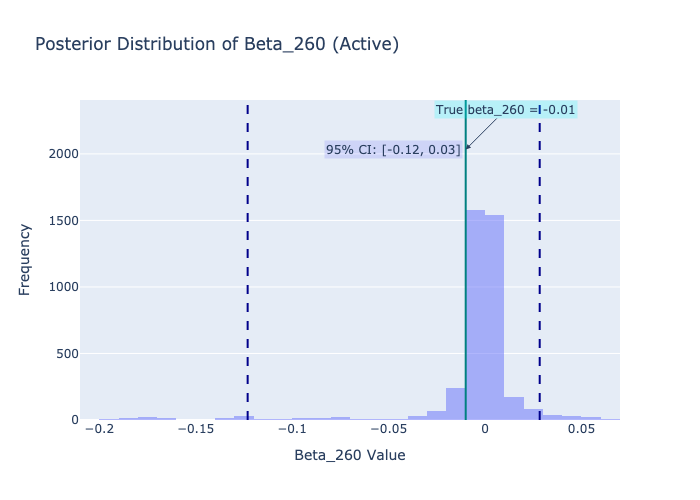 Posterior Distribution of Beta_260 (Active)
True beta_260 = -0.01
95% CI: [-0.12, 0.03]
2000
1500
1000
500
0
Frequency
−0.2
−0.15
−0.1
−0.05
0
0.05
Beta_260 Value